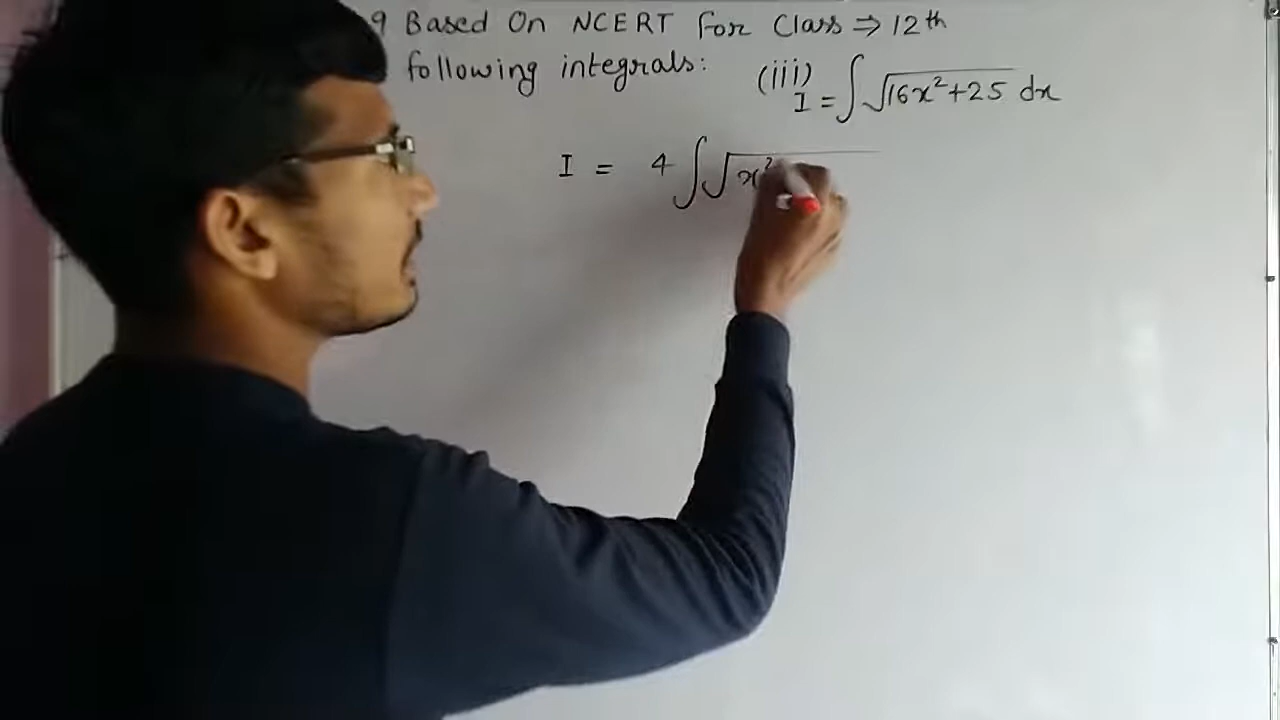 9 Based On NCERT For Class ⇒ 12th
following integrals: (iii)
I = ∫ √16x²+25 dx
I = 4 ∫ √x²